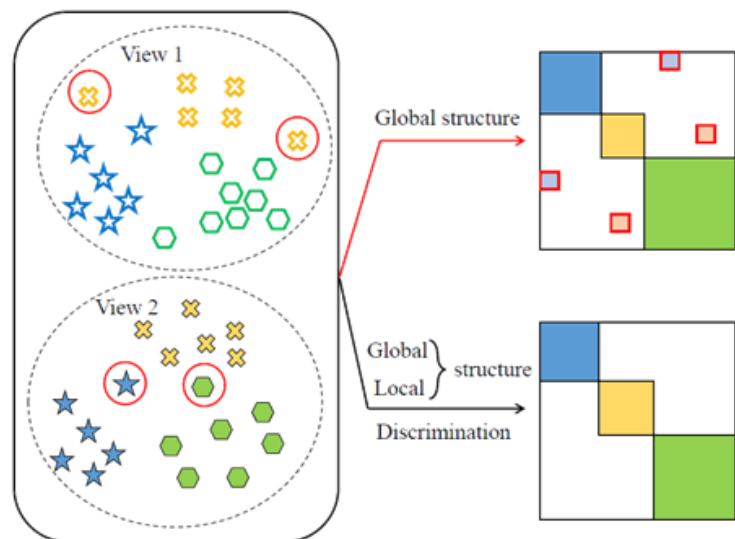 View 1
Global structure
View 2
Global
Local
structure
Discrimination